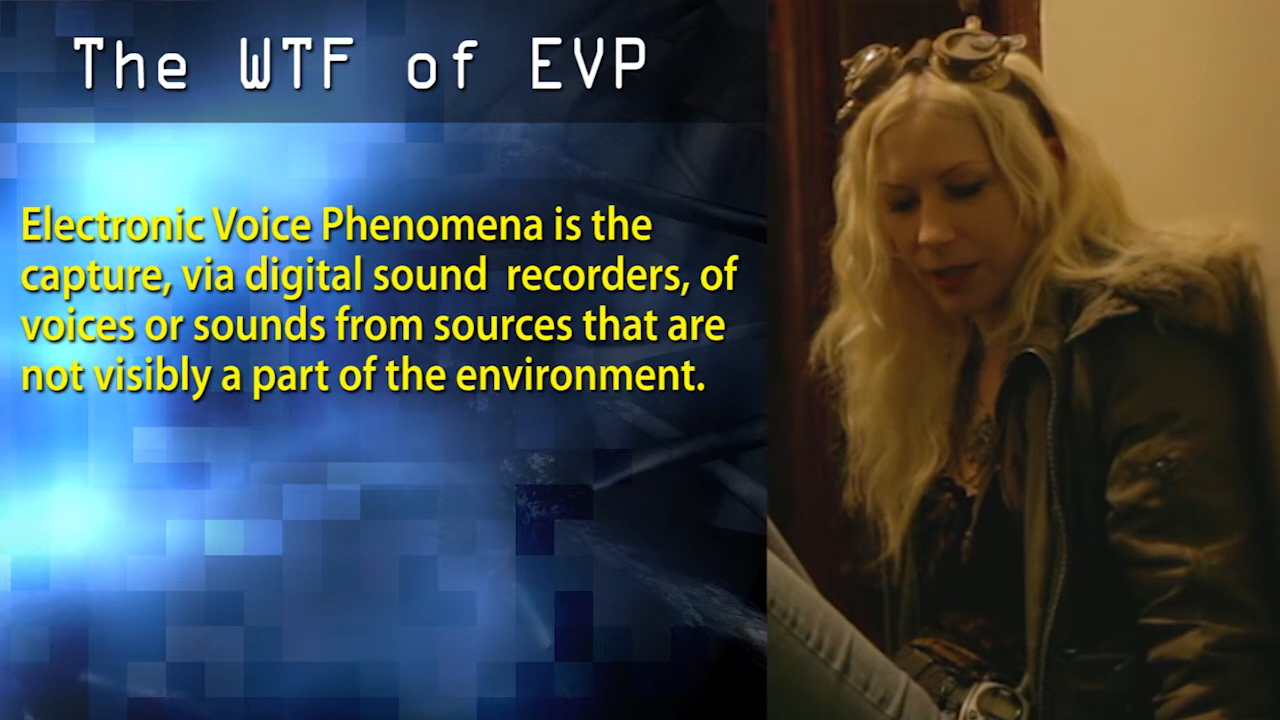 The WTF of EVP
Electronic Voice Phenomena is the
capture, via digital sound  recorders, of
voices or sounds from sources that are
not visibly a part of the environment.